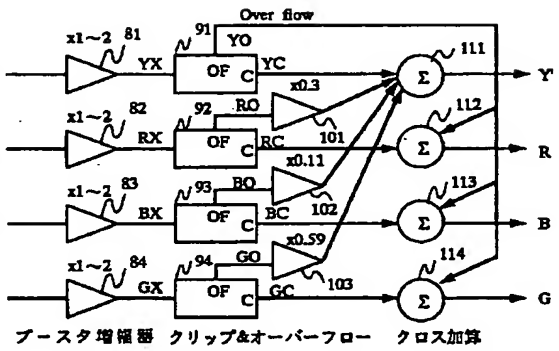 Over flow
x1~2 81 91 YO 111
YX OF C YC Σ Y'
x1~2 82 92 RO x0.3 101 112
RX OF C RC Σ R
x1~2 83 93 BO x0.11 102 113
BX OF C BC Σ B
x1~2 84 94 GO x0.59 103 114
GX OF C GC Σ G
ブースタ増幅器 クリップ&オーバーフロー クロス加算